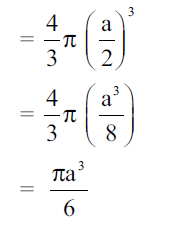 = 4/3 π (a/2)³
= 4/3 π (a³/8)
= πa³/6